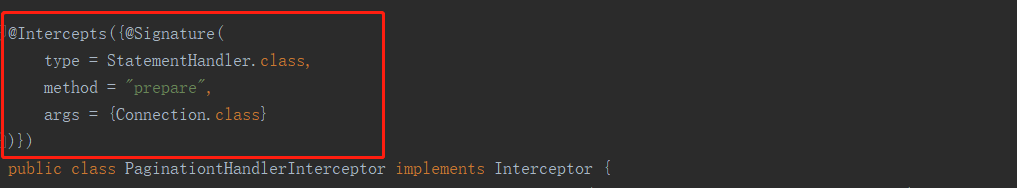 @Intercepts({@Signature(
type = StatementHandler.class,
method = "prepare",
args = {Connection.class}
)})
public class PaginationtHandlerInterceptor implements Interceptor {